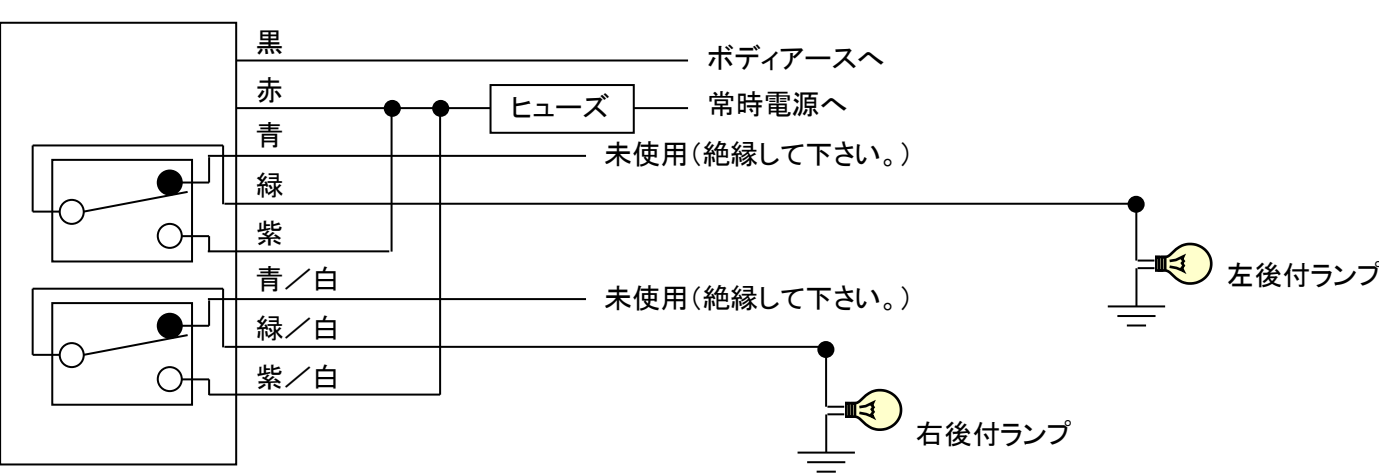 黒
ボディアースへ
赤
ヒューズ
常時電源へ
青
未使用（絶縁して下さい。）
緑
紫
左後付ランプ
青／白
未使用（絶縁して下さい。）
緑／白
紫／白
右後付ランプ